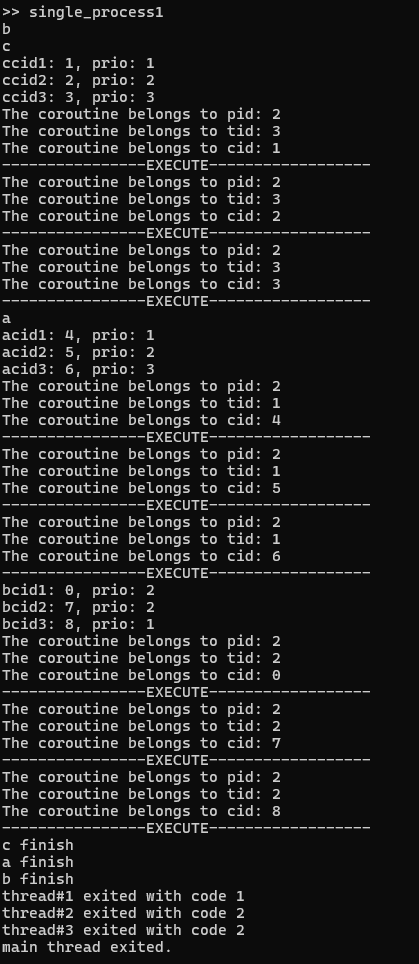 >> single_process1
b
c
ccid1: 1, prio: 1
ccid2: 2, prio: 2
ccid3: 3, prio: 3
The coroutine belongs to pid: 2
The coroutine belongs to tid: 3
The coroutine belongs to cid: 1
----------------EXECUTE------------------
The coroutine belongs to pid: 2
The coroutine belongs to tid: 3
The coroutine belongs to cid: 2
----------------EXECUTE------------------
The coroutine belongs to pid: 2
The coroutine belongs to tid: 3
The coroutine belongs to cid: 3
----------------EXECUTE------------------
a
acid1: 4, prio: 1
acid2: 5, prio: 2
acid3: 6, prio: 3
The coroutine belongs to pid: 2
The coroutine belongs to tid: 1
The coroutine belongs to cid: 4
----------------EXECUTE------------------
The coroutine belongs to pid: 2
The coroutine belongs to tid: 1
The coroutine belongs to cid: 5
----------------EXECUTE------------------
The coroutine belongs to pid: 2
The coroutine belongs to tid: 1
The coroutine belongs to cid: 6
----------------EXECUTE------------------
bcid1: 0, prio: 2
bcid2: 7, prio: 2
bcid3: 8, prio: 1
The coroutine belongs to pid: 2
The coroutine belongs to tid: 2
The coroutine belongs to cid: 0
----------------EXECUTE------------------
The coroutine belongs to pid: 2
The coroutine belongs to tid: 2
The coroutine belongs to cid: 7
----------------EXECUTE------------------
The coroutine belongs to pid: 2
The coroutine belongs to tid: 2
The coroutine belongs to cid: 8
----------------EXECUTE------------------
c finish
a finish
b finish
thread#1 exited with code 1
thread#2 exited with code 2
thread#3 exited with code 2
main thread exited.